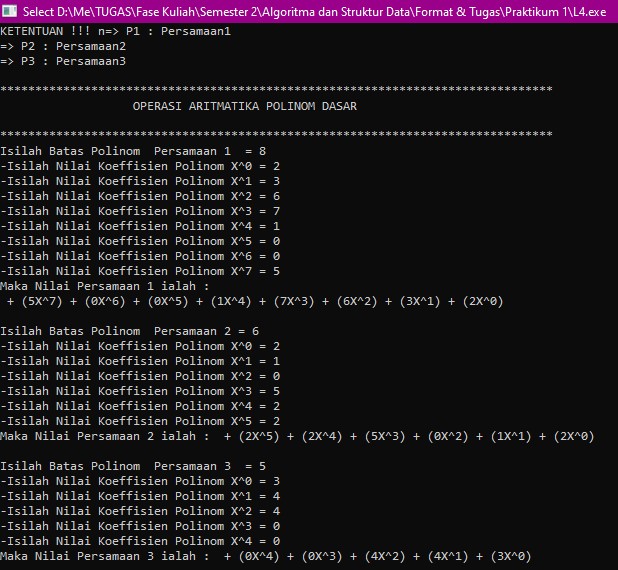 Select D:\Me\TUGAS\Fase Kuliah\Semester 2\Algoritma dan Struktur Data\Format & Tugas\Praktikum 1\L4.exe
KETENTUAN !!! n=> P1 : Persamaan1
=> P2 : Persamaan2
=> P3 : Persamaan3
*******************************************************************************
OPERASI ARITMATIKA POLINOM DASAR
*******************************************************************************
Isilah Batas Polinom  Persamaan 1  = 8
-Isilah Nilai Koeffisien Polinom X^0 = 2
-Isilah Nilai Koeffisien Polinom X^1 = 3
-Isilah Nilai Koeffisien Polinom X^2 = 6
-Isilah Nilai Koeffisien Polinom X^3 = 7
-Isilah Nilai Koeffisien Polinom X^4 = 1
-Isilah Nilai Koeffisien Polinom X^5 = 0
-Isilah Nilai Koeffisien Polinom X^6 = 0
-Isilah Nilai Koeffisien Polinom X^7 = 5
Maka Nilai Persamaan 1 ialah :
+ (5X^7) + (0X^6) + (0X^5) + (1X^4) + (7X^3) + (6X^2) + (3X^1) + (2X^0)
Isilah Batas Polinom  Persamaan 2 = 6
-Isilah Nilai Koeffisien Polinom X^0 = 2
-Isilah Nilai Koeffisien Polinom X^1 = 1
-Isilah Nilai Koeffisien Polinom X^2 = 0
-Isilah Nilai Koeffisien Polinom X^3 = 5
-Isilah Nilai Koeffisien Polinom X^4 = 2
-Isilah Nilai Koeffisien Polinom X^5 = 2
Maka Nilai Persamaan 2 ialah :  + (2X^5) + (2X^4) + (5X^3) + (0X^2) + (1X^1) + (2X^0)
Isilah Batas Polinom  Persamaan 3  = 5
-Isilah Nilai Koeffisien Polinom X^0 = 3
-Isilah Nilai Koeffisien Polinom X^1 = 4
-Isilah Nilai Koeffisien Polinom X^2 = 4
-Isilah Nilai Koeffisien Polinom X^3 = 0
-Isilah Nilai Koeffisien Polinom X^4 = 0
Maka Nilai Persamaan 3 ialah :  + (0X^4) + (0X^3) + (4X^2) + (4X^1) + (3X^0)